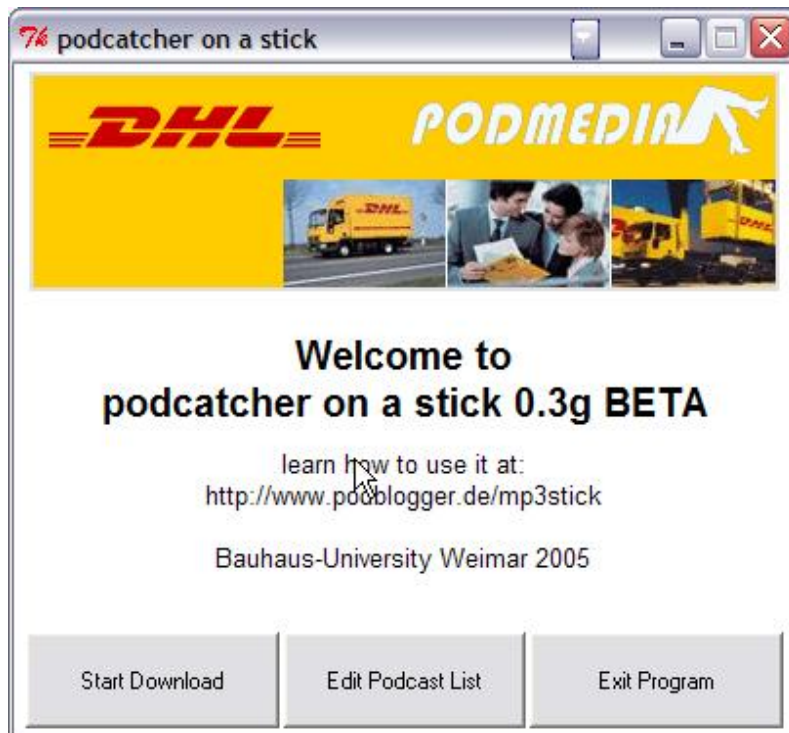 podcatcher on a stick
DHL
PODMEDIA
DHL
Welcome to
podcatcher on a stick 0.3g BETA
learn how to use it at:
http://www.podblogger.de/mp3stick
Bauhaus-University Weimar 2005
Start Download
Edit Podcast List
Exit Program